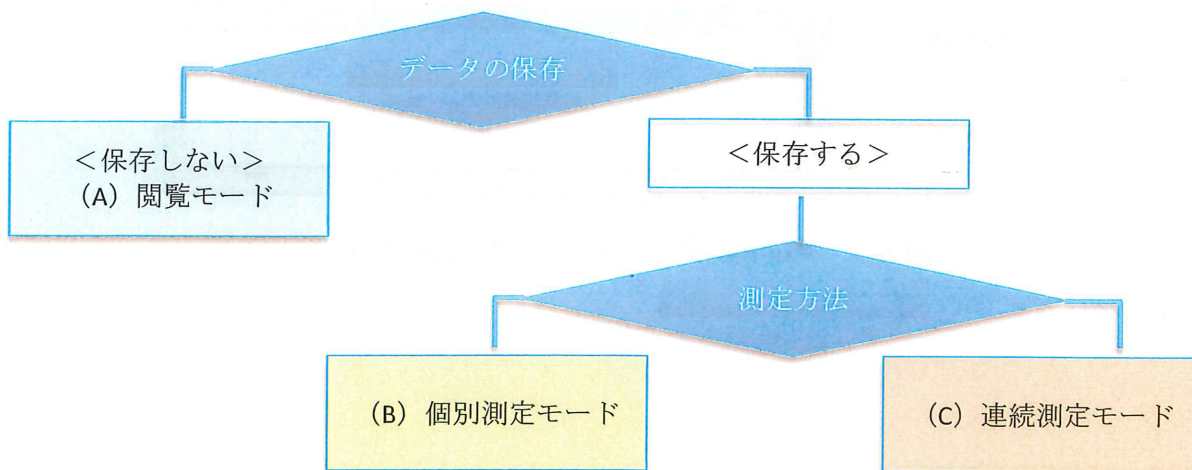 データの保存
＜保存しない＞
（A）閲覧モード
＜保存する＞
測定方法
（B）個別測定モード
（C）連続測定モード